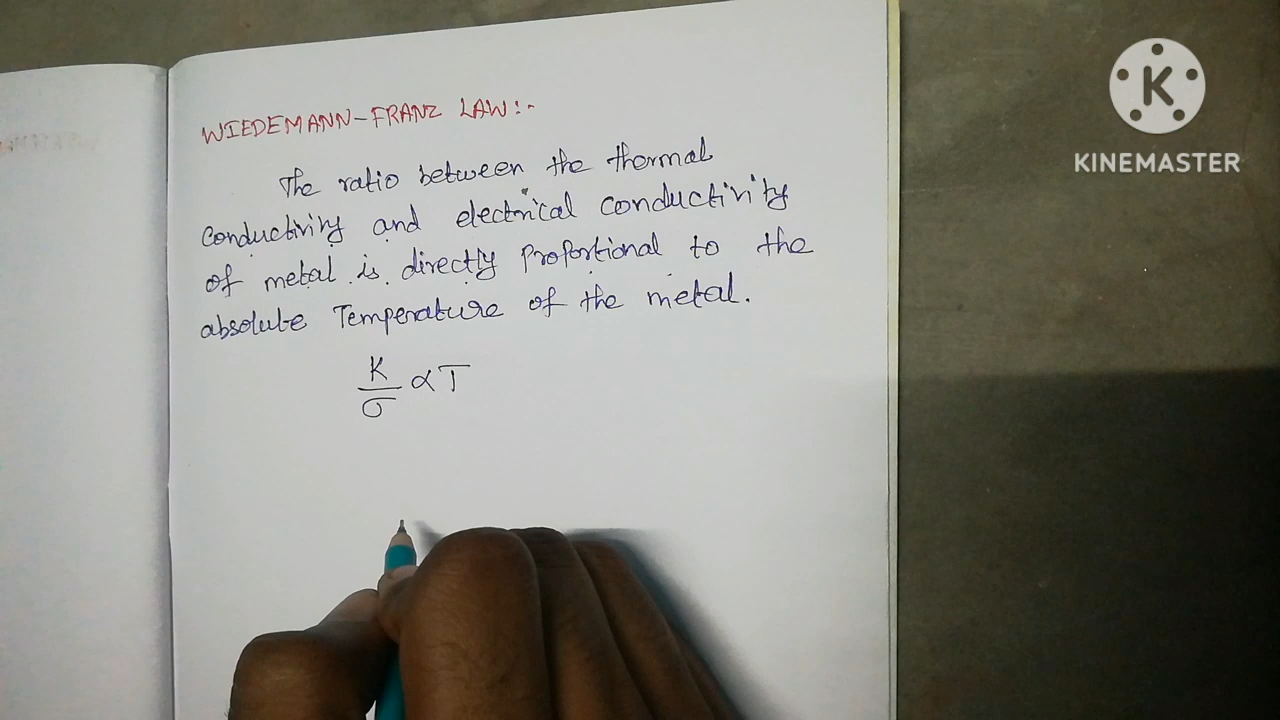 WIEDEMANN-FRANZ LAW:-
The ratio between the thermal
conductivity and electrical conductivity
of metal is directly proportional to the
absolute Temperature of the metal.
K
σ ∝ T
K
KINEMASTER